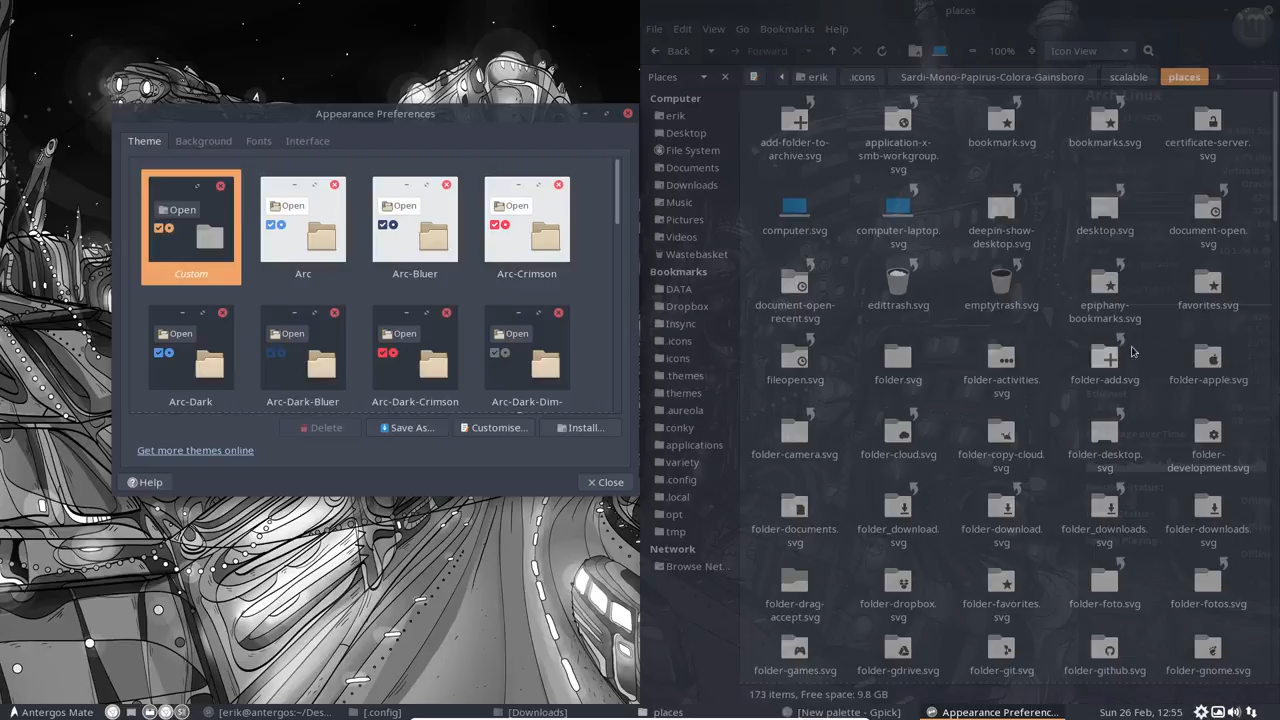 places
File Edit View Go Bookmarks Help
Back Forward 100% Icon View
Places erik .icons Sardi-Mono-Papirus-Colora-Gainsboro scalable places
Computer
erik
Desktop
File System
Documents
Downloads
Music
Pictures
Videos
Wastebasket
Bookmarks
DATA
Dropbox
Insync
.icons
icons
.themes
themes
.aureola
conky
applications
variety
.config
.local
opt
tmp
Network
Browse Net...
Arch Linux
add-folder-to-archive.svg
application-x-smb-workgroup.svg
bookmark.svg
bookmarks.svg
certificate-server.svg
computer.svg
computer-laptop.svg
deepin-show-desktop.svg
desktop.svg
document-open.svg
document-open-recent.svg
edittrash.svg
emptytrash.svg
epiphany-bookmarks.svg
favorites.svg
fileopen.svg
folder.svg
folder-activities.svg
folder-add.svg
folder-apple.svg
folder-camera.svg
folder-cloud.svg
folder-copy-cloud.svg
folder-desktop.svg
folder-development.svg
folder-documents.svg
folder_download.svg
folder-download.svg
folder_downloads.svg
folder-downloads.svg
folder-drag-accept.svg
folder-dropbox.svg
folder-favorites.svg
folder-foto.svg
folder-fotos.svg
folder-games.svg
folder-gdrive.svg
folder-git.svg
folder-github.svg
folder-gnome.svg
173 items, Free space: 9.8 GB
Appearance Preferences
Theme Background Fonts Interface
Open
Open
Open
Open
Custom Arc Arc-Bluer Arc-Crimson
Open
Open
Open
Open
Arc-Dark Arc-Dark-Bluer Arc-Dark-Crimson Arc-Dark-Dim-
Delete Save As... Customise... Install...
Get more themes online
Help Close
Antergos Mate [erik@antergos:~/Des... [.config] [Downloads] places [New palette - Gpick] Appearance Preferenc... Sun 26 Feb, 12:55